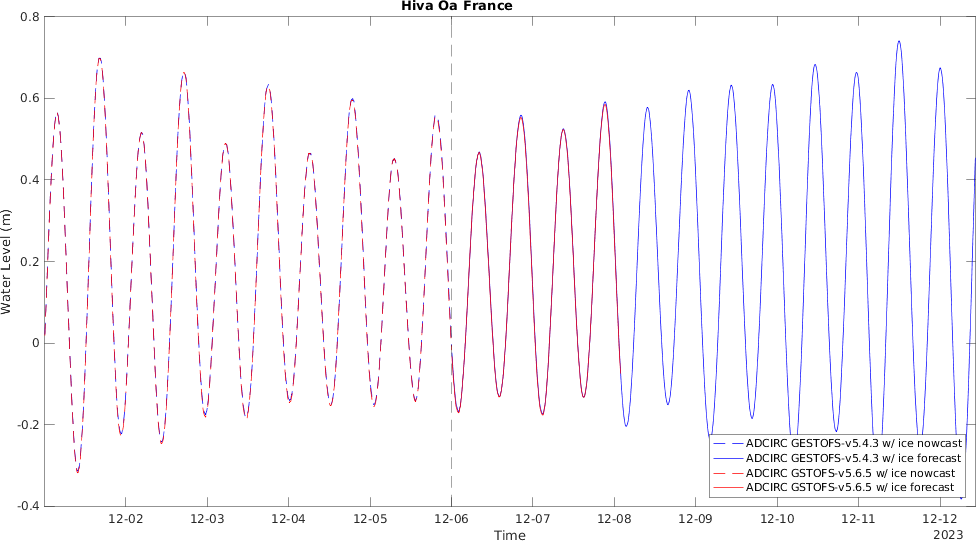 Hiva Oa France
Water Level (m)
0.8
0.6
0.4
0.2
0
-0.2
-0.4
ADCIRC GESTOFS-v5.4.3 w/ ice nowcast
ADCIRC GESTOFS-v5.4.3 w/ ice forecast
ADCIRC GSTOFS-v5.6.5 w/ ice nowcast
ADCIRC GSTOFS-v5.6.5 w/ ice forecast
12-02 12-03 12-04 12-05 12-06 12-07 12-08 12-09 12-10 12-11 12-12
2023
Time